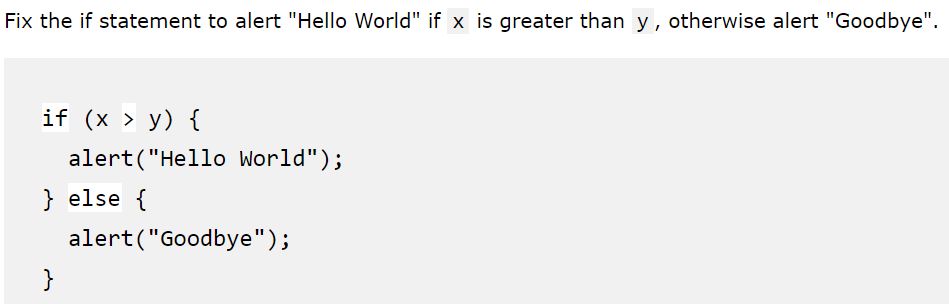 Fix the if statement to alert "Hello World" if x is greater than y, otherwise alert "Goodbye".
if (x > y) {
  alert("Hello World");
} else {
  alert("Goodbye");
}